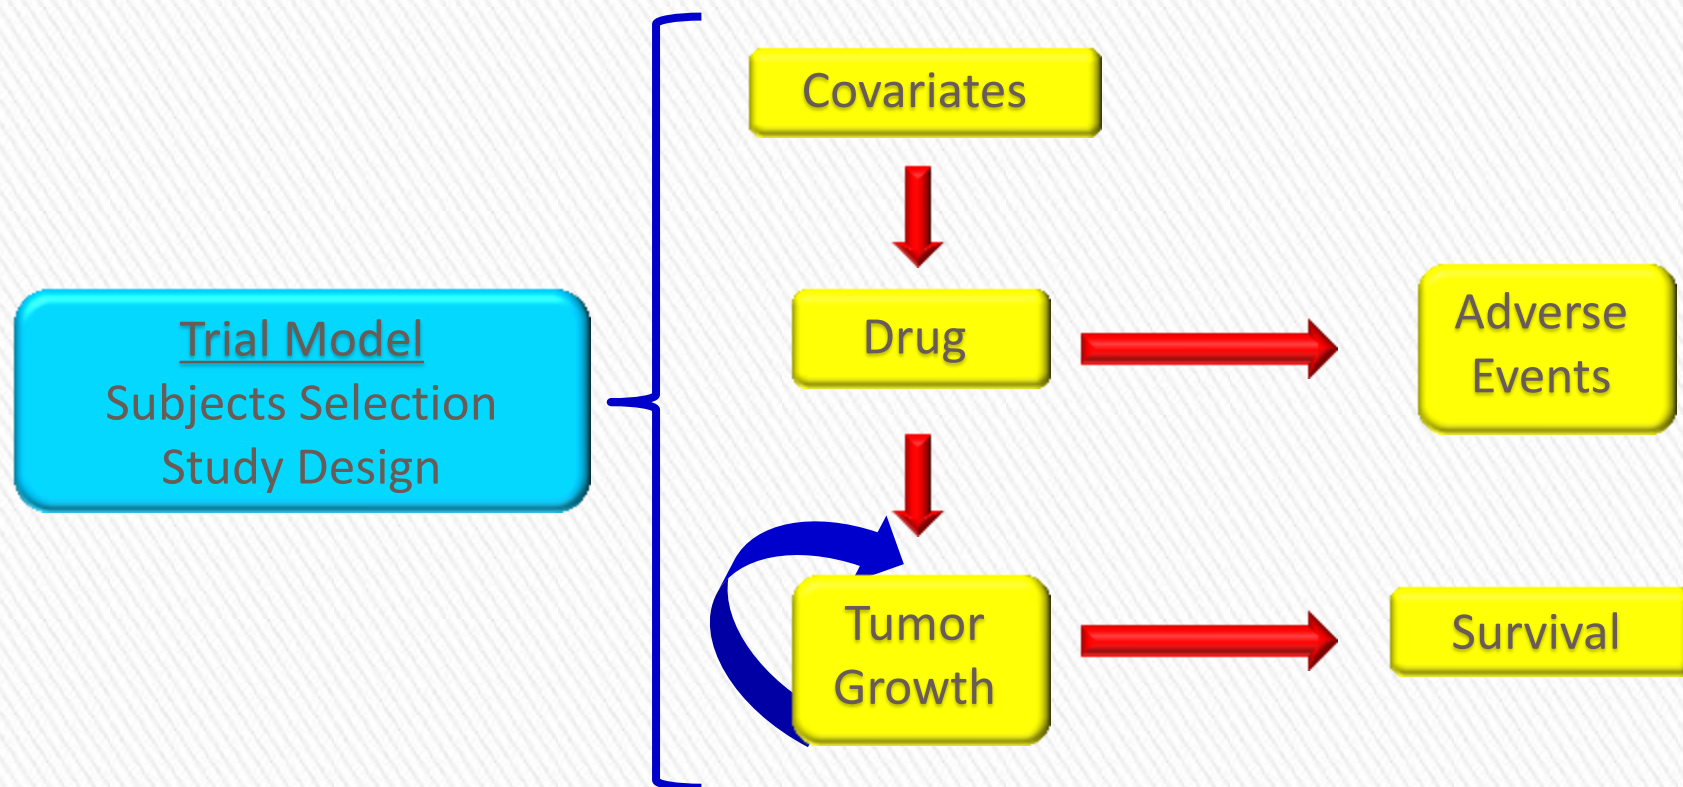 Trial Model
Subjects Selection
Study Design
Covariates
Drug
Adverse
Events
Tumor
Growth
Survival